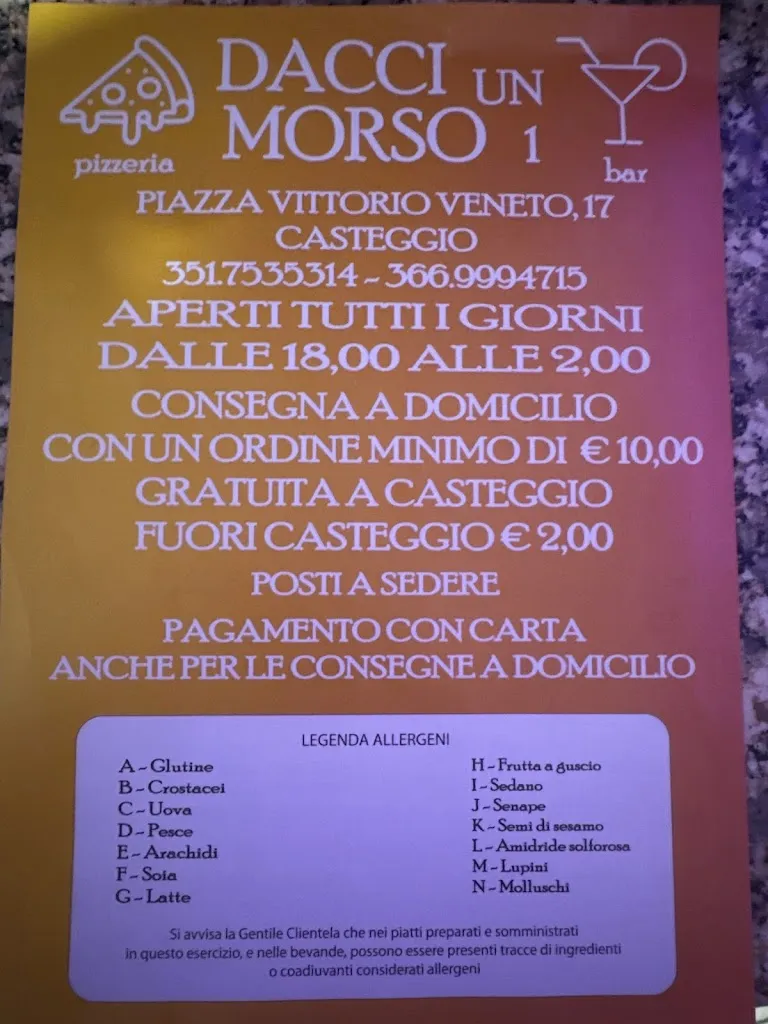 DACCI UN
MORSO 1
pizzeria
bar
PIAZZA VITTORIO VENETO, 17
CASTEGGIO
351.7535314 - 366.9994715
APERTI TUTTI I GIORNI
DALLE 18,00 ALLE 2,00
CONSEGNA A DOMICILIO
CON UN ORDINE MINIMO DI € 10,00
GRATUITA A CASTEGGIO
FUORI CASTEGGIO € 2,00
POSTI A SEDERE
PAGAMENTO CON CARTA
ANCHE PER LE CONSEGNE A DOMICILIO
LEGENDA ALLERGENI
A - Glutine
B - Crostacei
C - Uova
D - Pesce
E - Arachidi
F - Soia
G - Latte
H - Frutta a guscio
I - Sedano
J - Senape
K - Semi di sesamo
L - Amidride solforosa
M - Lupini
N - Molluschi
Si avvisa la Gentile Clientela che nei piatti preparati e somministrati
in questo esercizio, e nelle bevande, possono essere presenti tracce di ingredienti
o coadiuvanti considerati allergeni